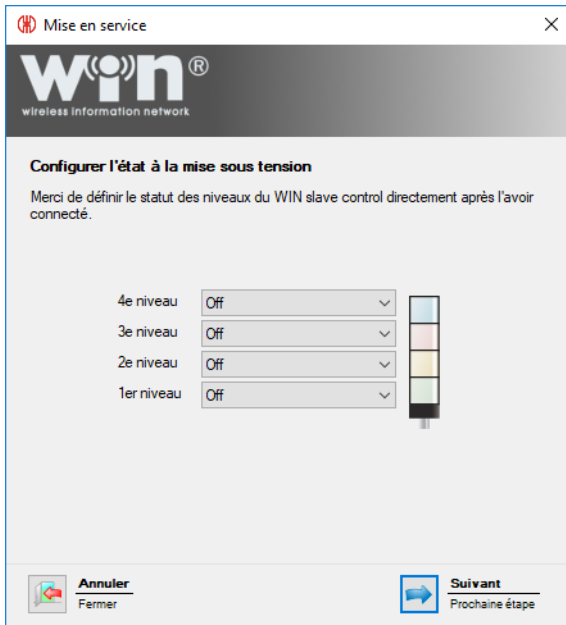 Mise en service
WiN®
wireless information network
Configurer l'état à la mise sous tension
Merci de définir le statut des niveaux du WIN slave control directement après l'avoir
connecté.
4e niveau Off
3e niveau Off
2e niveau Off
1er niveau Off
Annuler
Fermer
Suivant
Prochaine étape